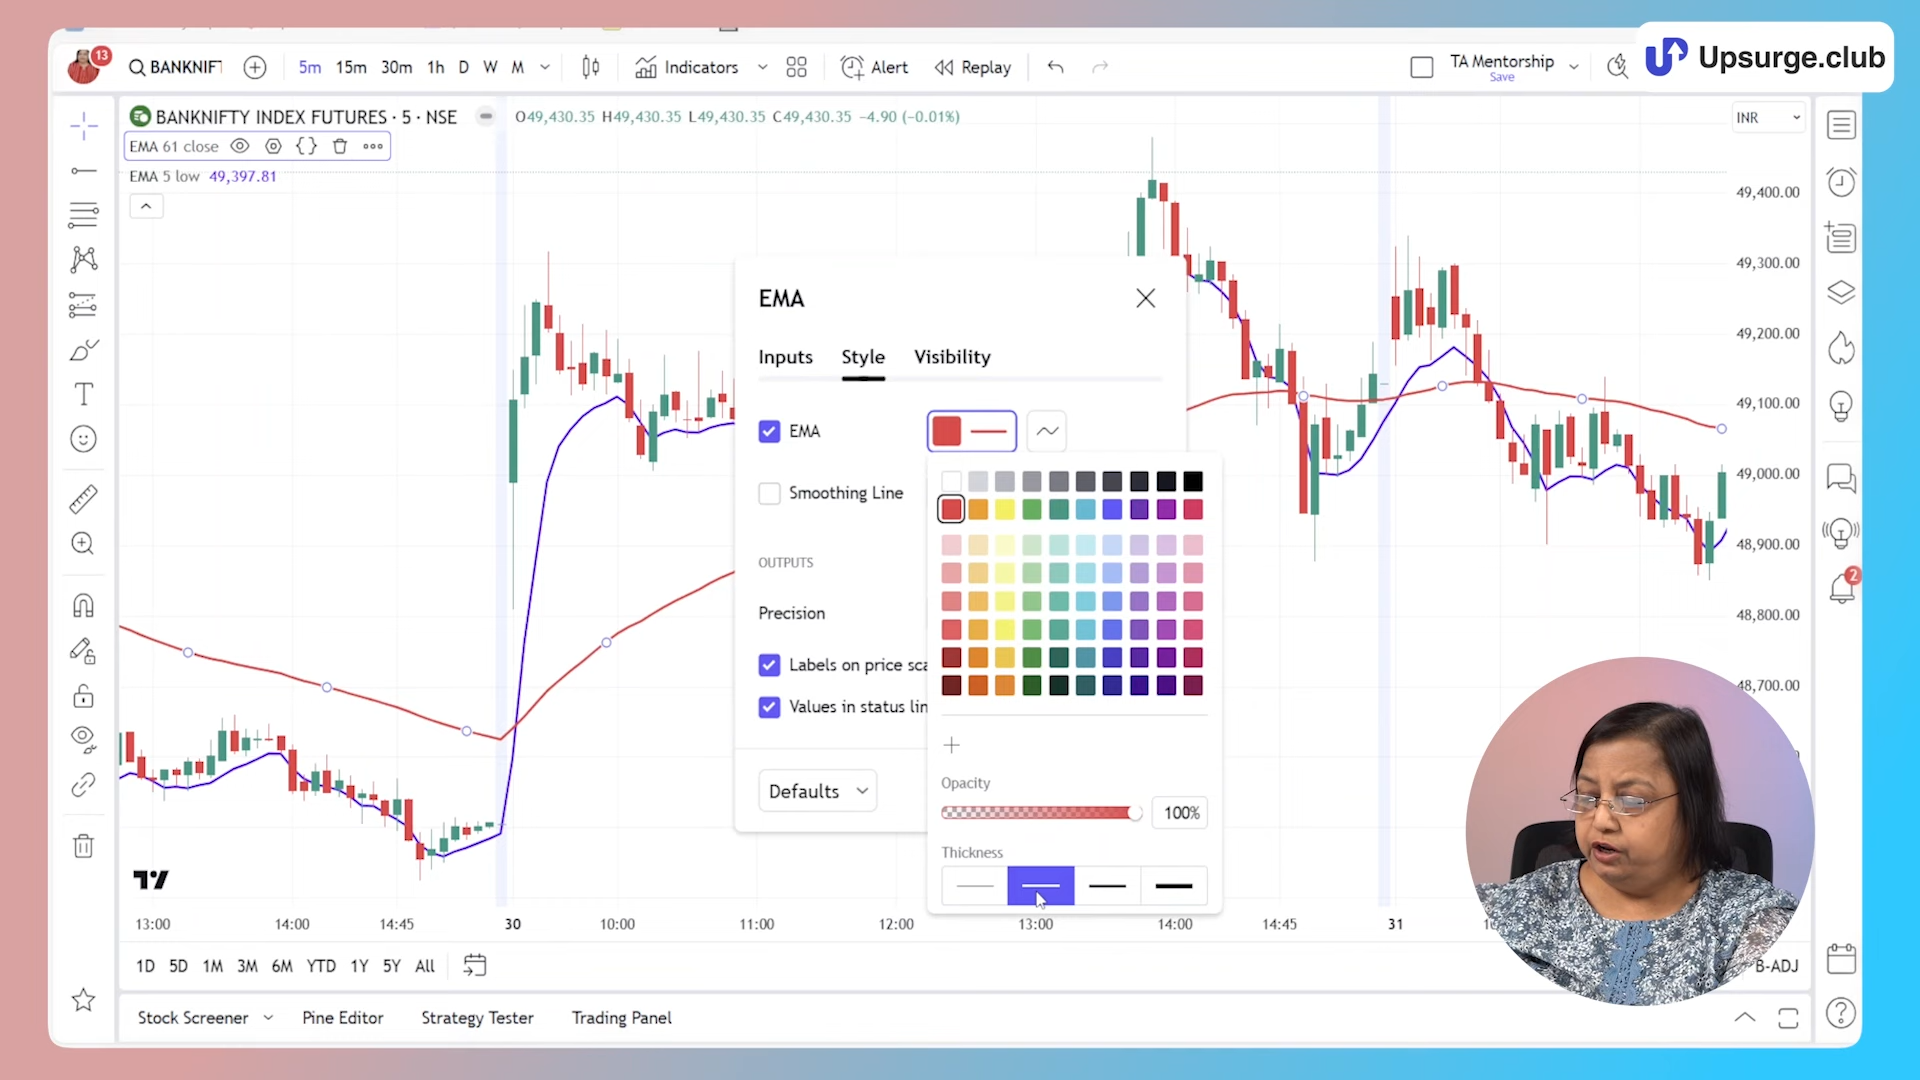 13
BANKNIFT
5m 15m 30m 1h D W M
Indicators
Alert
Replay
TA Mentorship
Save
Upsurge.club
BANKNIFTY INDEX FUTURES · 5 · NSE
O49,430.35 H49,430.35 L49,430.35 C49,430.35 −4.90 (−0.01%)
INR
EMA 61 close
EMA 5 low 49,397.81
49,400.00
49,300.00
49,200.00
49,100.00
49,000.00
48,900.00
48,800.00
48,700.00
EMA
Inputs Style Visibility
EMA
Smoothing Line
OUTPUTS
Precision
Labels on price sca
Values in status lin
Defaults
Opacity
100%
Thickness
2
13:00 14:00 14:45 30 10:00 11:00 12:00 13:00 14:00 14:45 31
1D 5D 1M 3M 6M YTD 1Y 5Y All
B-ADJ
Stock Screener Pine Editor Strategy Tester Trading Panel